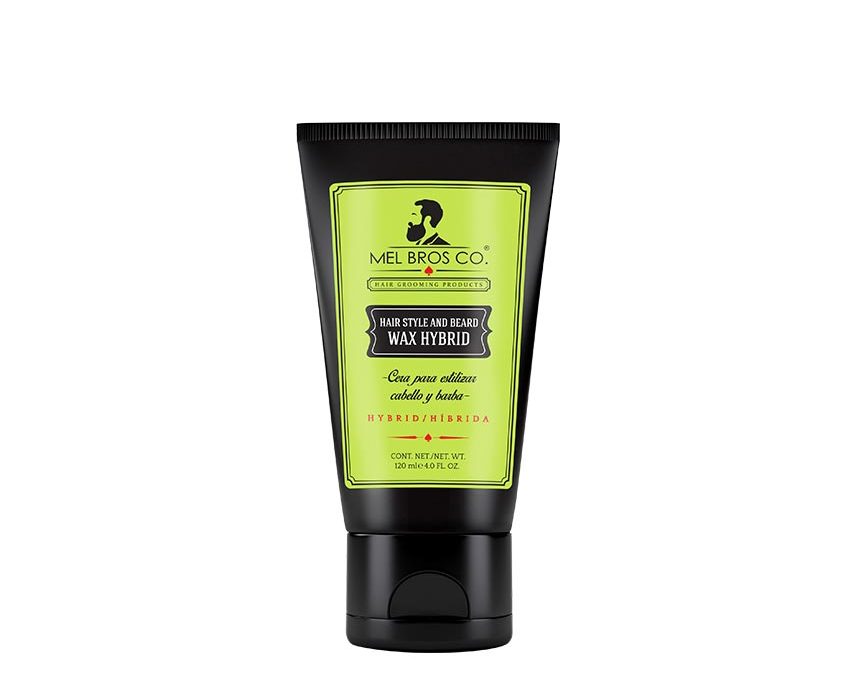 MEL BROS CO.®
HAIR GROOMING PRODUCTS
HAIR STYLE AND BEARD
WAX HYBRID
-Cera para estilizar
cabello y barba-
HYBRID/HÍBRIDA
CONT. NET./NET. WT.
120 ml e 4.0 FL. OZ.